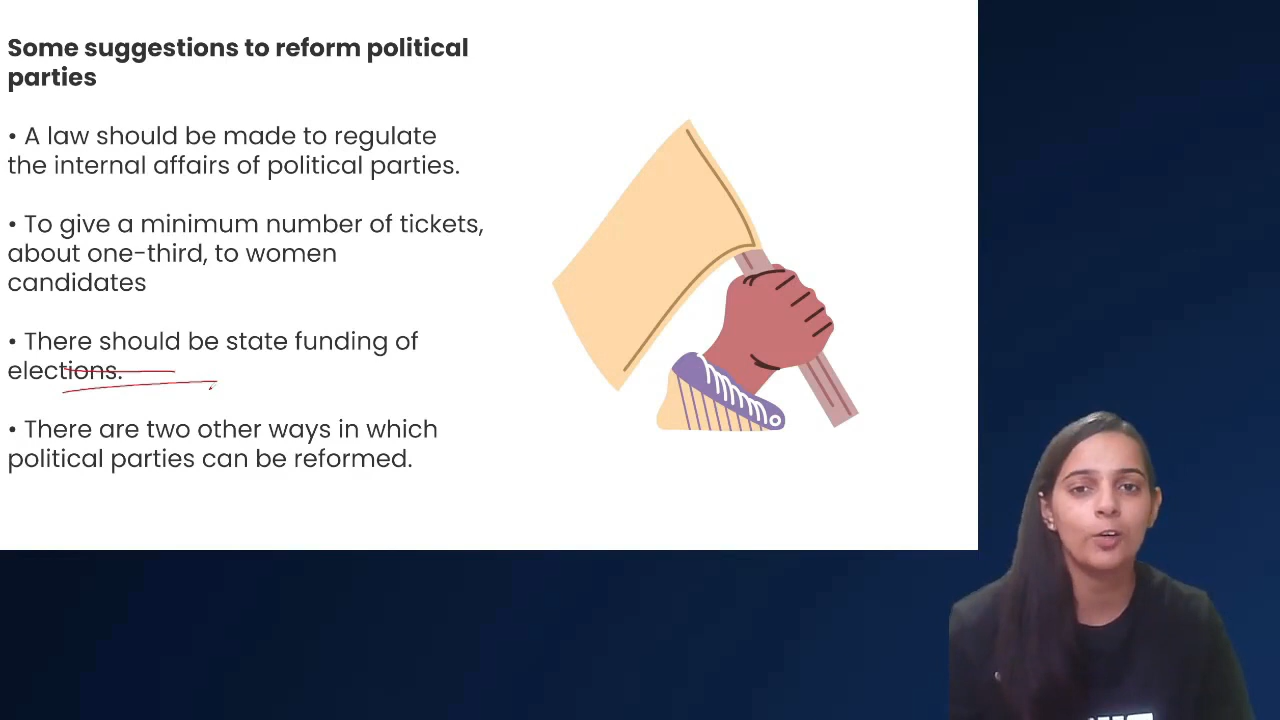 Some suggestions to reform political
parties
• A law should be made to regulate
the internal affairs of political parties.
• To give a minimum number of tickets,
about one-third, to women
candidates
• There should be state funding of
elections.
• There are two other ways in which
political parties can be reformed.